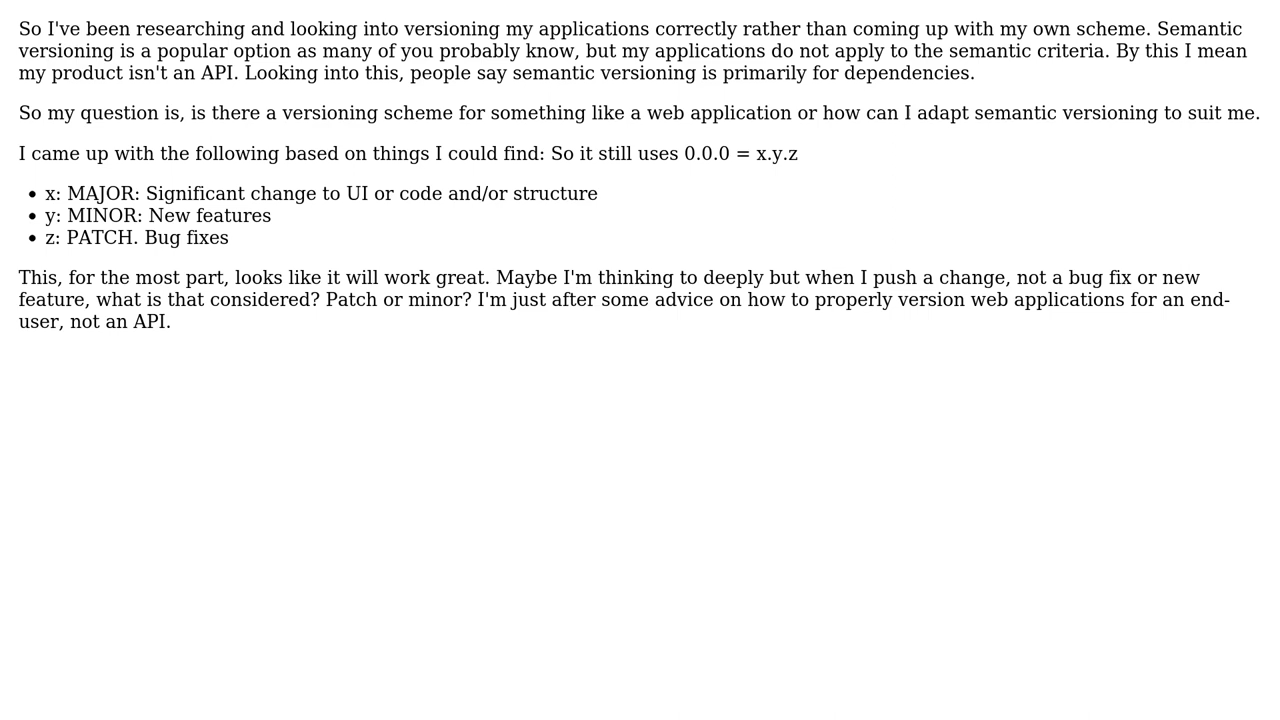 So I've been researching and looking into versioning my applications correctly rather than coming up with my own scheme. Semantic
versioning is a popular option as many of you probably know, but my applications do not apply to the semantic criteria. By this I mean
my product isn't an API. Looking into this, people say semantic versioning is primarily for dependencies.
So my question is, is there a versioning scheme for something like a web application or how can I adapt semantic versioning to suit me.
I came up with the following based on things I could find: So it still uses 0.0.0 = x.y.z
• x: MAJOR: Significant change to UI or code and/or structure
• y: MINOR: New features
• z: PATCH. Bug fixes
This, for the most part, looks like it will work great. Maybe I'm thinking to deeply but when I push a change, not a bug fix or new
feature, what is that considered? Patch or minor? I'm just after some advice on how to properly version web applications for an end-
user, not an API.